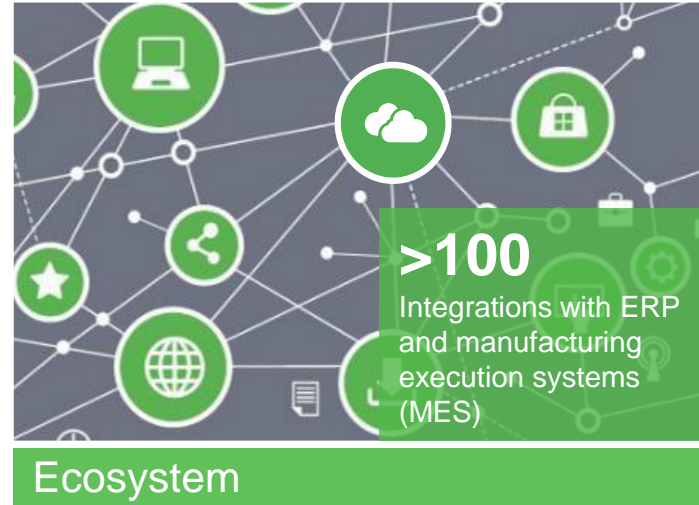 >100
Integrations with ERP
and manufacturing
execution systems
(MES)
Ecosystem